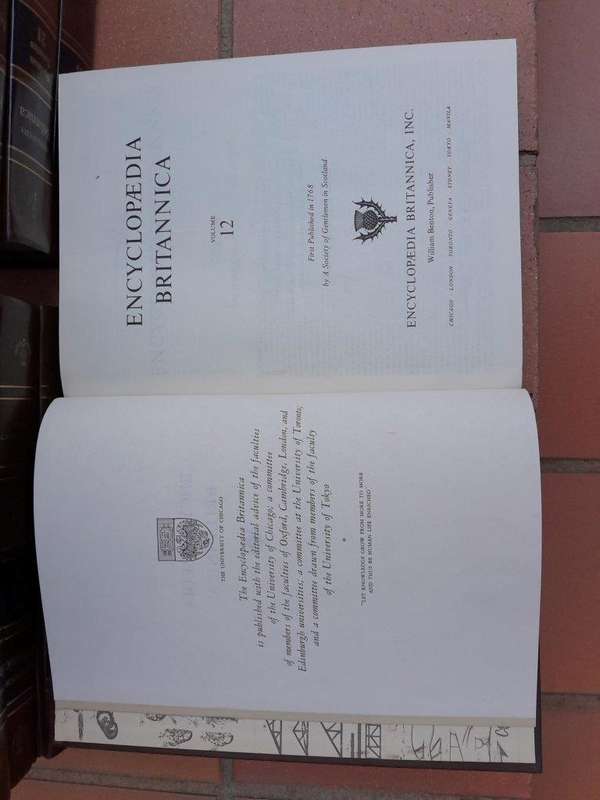 THE UNIVERSITY OF CHICAGO
The Encyclopædia Britannica
is published with the editorial advice of the faculties
of the University of Chicago; a committee
of members of the faculties of Oxford, Cambridge, London, and
Edinburgh universities; a committee at the University of Toronto;
and a committee drawn from members of the faculty
of the University of Tokyo
*
"LET KNOWLEDGE GROW FROM MORE TO MORE
AND THUS BE HUMAN LIFE ENRICHED"
ENCYCLOPÆDIA
BRITANNICA
VOLUME
12
First Published in 1768
by A Society of Gentlemen in Scotland
ENCYCLOPÆDIA BRITANNICA, INC.
William Benton, Publisher
CHICAGO LONDON TORONTO GENEVA SYDNEY TOKYO MANILA